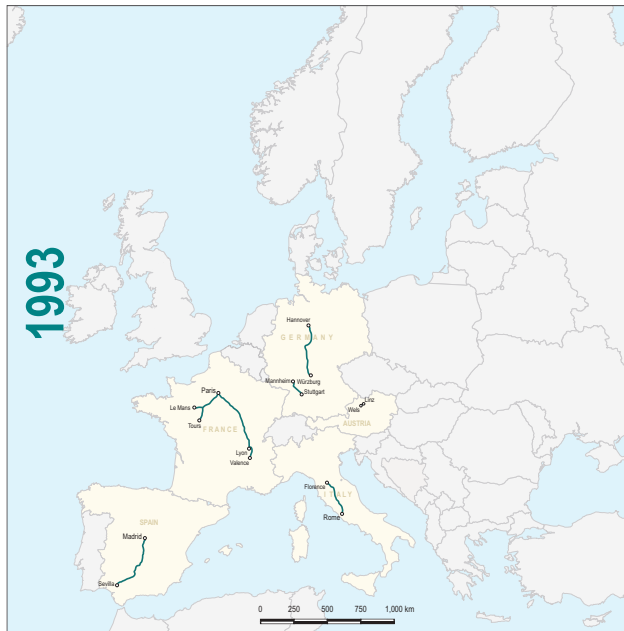 1993
Hannover
GERMANY
Mannheim
Würzburg
Stuttgart
Linz
Wels
AUSTRIA
Paris
Le Mans
Tours
FRANCE
Lyon
Valence
Florence
ITALY
Rome
SPAIN
Madrid
Sevilla
0 250 500 750 1,000 km